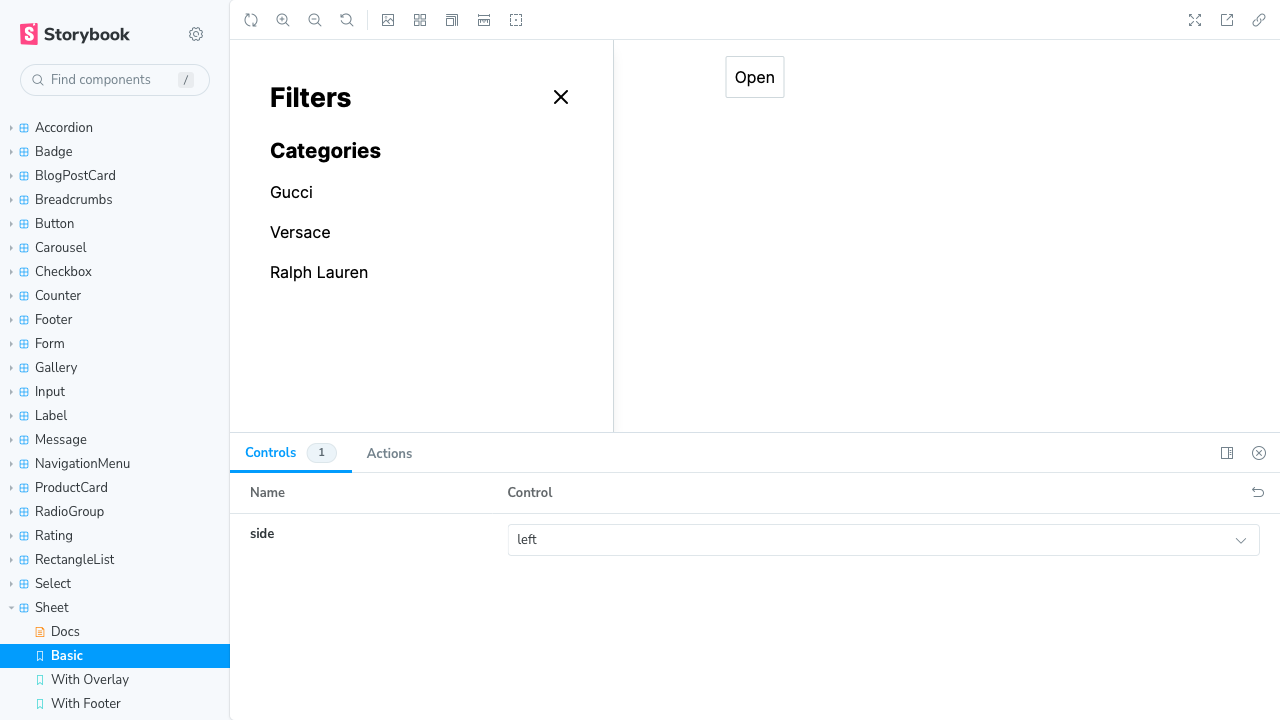 Storybook
Find components /
Accordion
Badge
BlogPostCard
Breadcrumbs
Button
Carousel
Checkbox
Counter
Footer
Form
Gallery
Input
Label
Message
NavigationMenu
ProductCard
RadioGroup
Rating
RectangleList
Select
Sheet
Docs
Basic
With Overlay
With Footer
Filters
Categories
Gucci
Versace
Ralph Lauren
Open
Controls 1 Actions
Name Control
side left